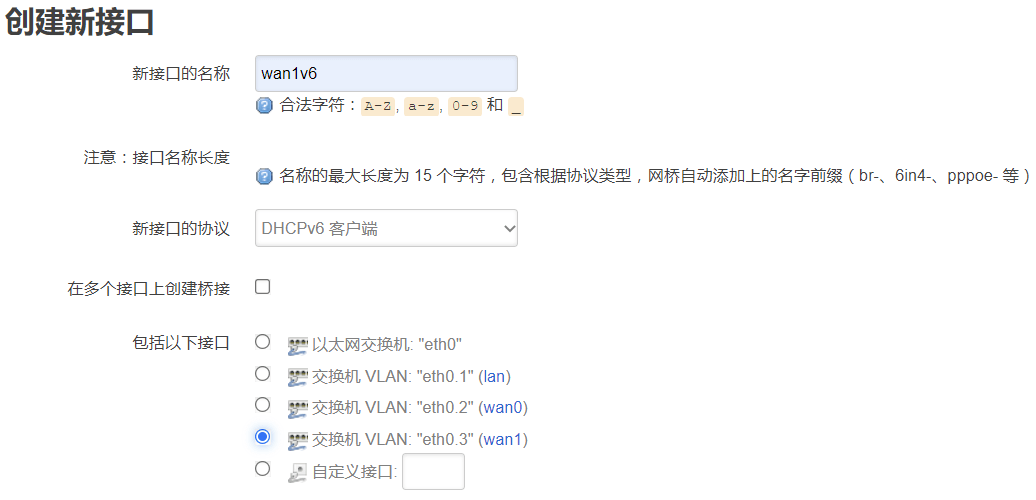 创建新接口
新接口的名称 wan1v6
合法字符：A-Z, a-z, 0-9 和 _
注意：接口名称长度
名称的最大长度为 15 个字符，包含根据协议类型，网桥自动添加上的名字前缀（br-、6in4-、pppoe- 等）
新接口的协议 DHCPv6 客户端
在多个接口上创建桥接
包括以下接口 以太网交换机: "eth0"
交换机 VLAN: "eth0.1" (lan)
交换机 VLAN: "eth0.2" (wan0)
交换机 VLAN: "eth0.3" (wan1)
自定义接口: